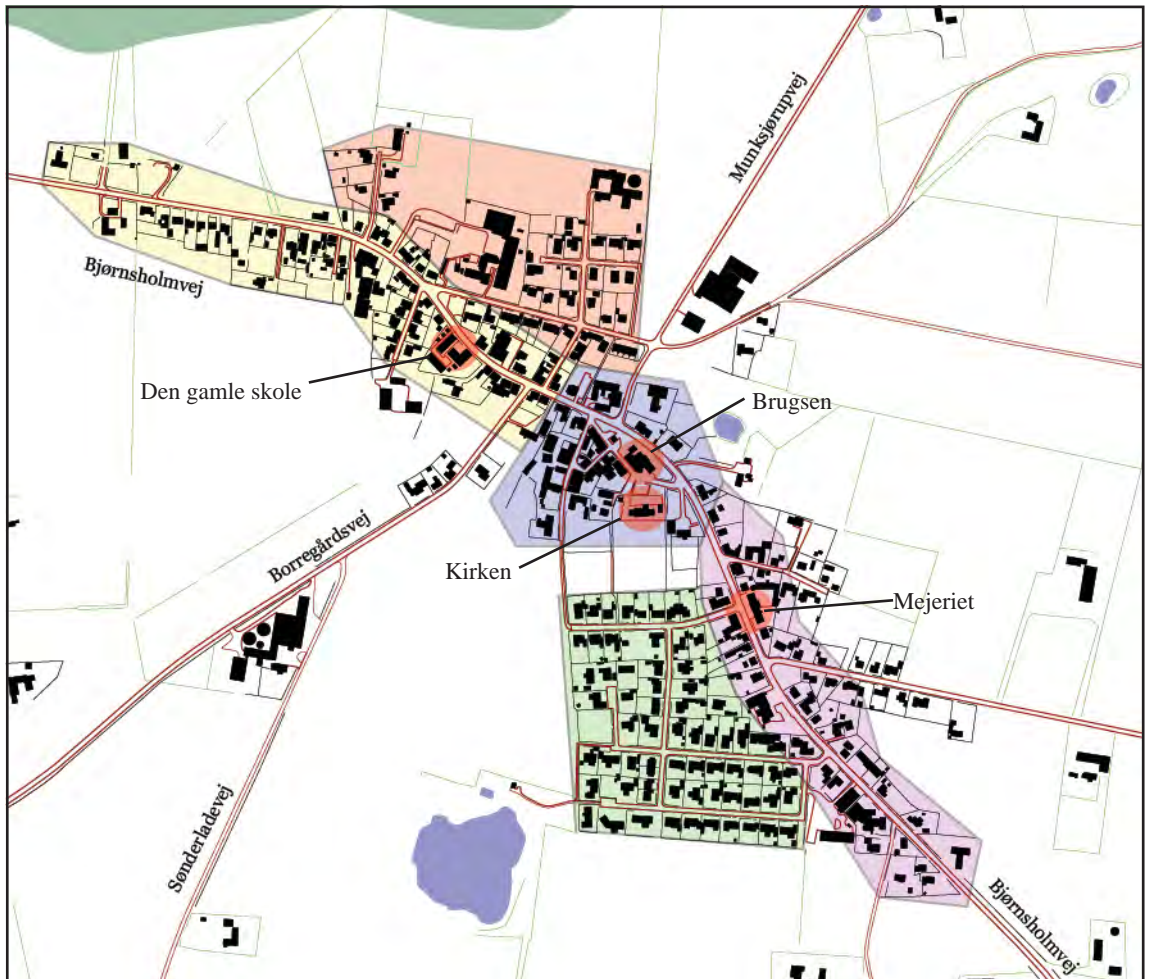 Munksjørupvej
Bjørnsholmvej
Den gamle skole
Brugsen
Borregårdsvej
Kirken
Mejeriet
Sønderladevej
Bjørnsholmvej